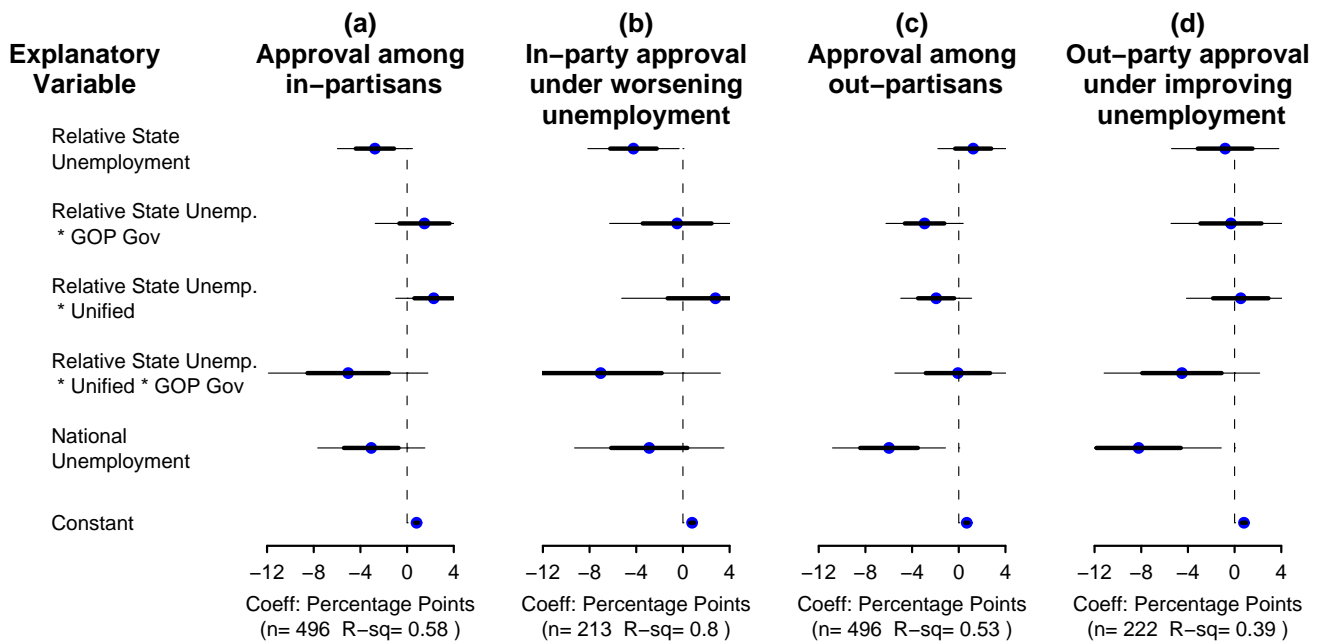 Explanatory
Variable
(a)
Approval among
in−partisans
(b)
In−party approval
under worsening
unemployment
(c)
Approval among
out−partisans
(d)
Out−party approval
under improving
unemployment
Relative State
Unemployment
Relative State Unemp.
* GOP Gov
Relative State Unemp.
* Unified
Relative State Unemp.
* Unified * GOP Gov
National
Unemployment
Constant
−12 −8 −4 0 4
Coeff: Percentage Points
(n= 496 R−sq= 0.58 )
−12 −8 −4 0 4
Coeff: Percentage Points
(n= 213 R−sq= 0.8 )
−12 −8 −4 0 4
Coeff: Percentage Points
(n= 496 R−sq= 0.53 )
−12 −8 −4 0 4
Coeff: Percentage Points
(n= 222 R−sq= 0.39 )